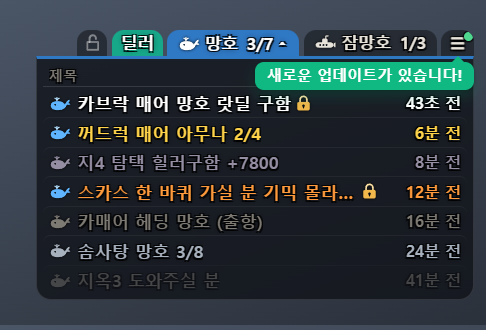 딜러 망호 3/7 잠망호 1/3
제목
새로운 업데이트가 있습니다!
카브락 매어 망호 랏딜 구함 43초 전
꺼드럭 매어 아무나 2/4 6분 전
지4 탐택 힐러구함 +7800 8분 전
스카스 한 바퀴 가실 분 기믹 몰라... 12분 전
카매어 헤딩 망호 (출항) 16분 전
솜사탕 망호 3/8 24분 전
지옥3 도와주실 분 41분 전